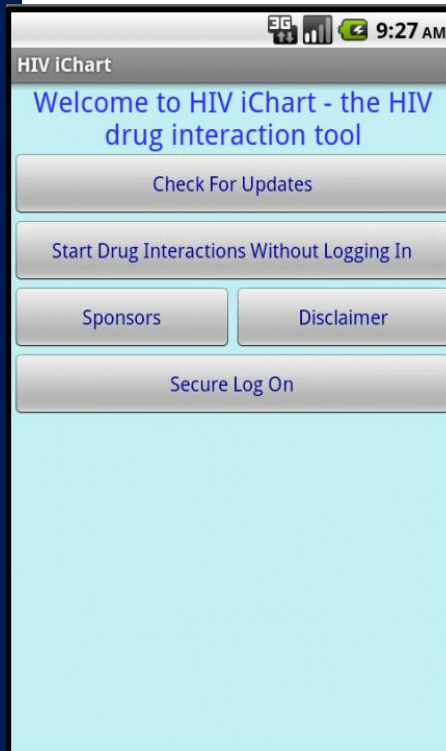 3G 9:27 AM
HIV iChart
Welcome to HIV iChart - the HIV
drug interaction tool
Check For Updates
Start Drug Interactions Without Logging In
Sponsors Disclaimer
Secure Log On